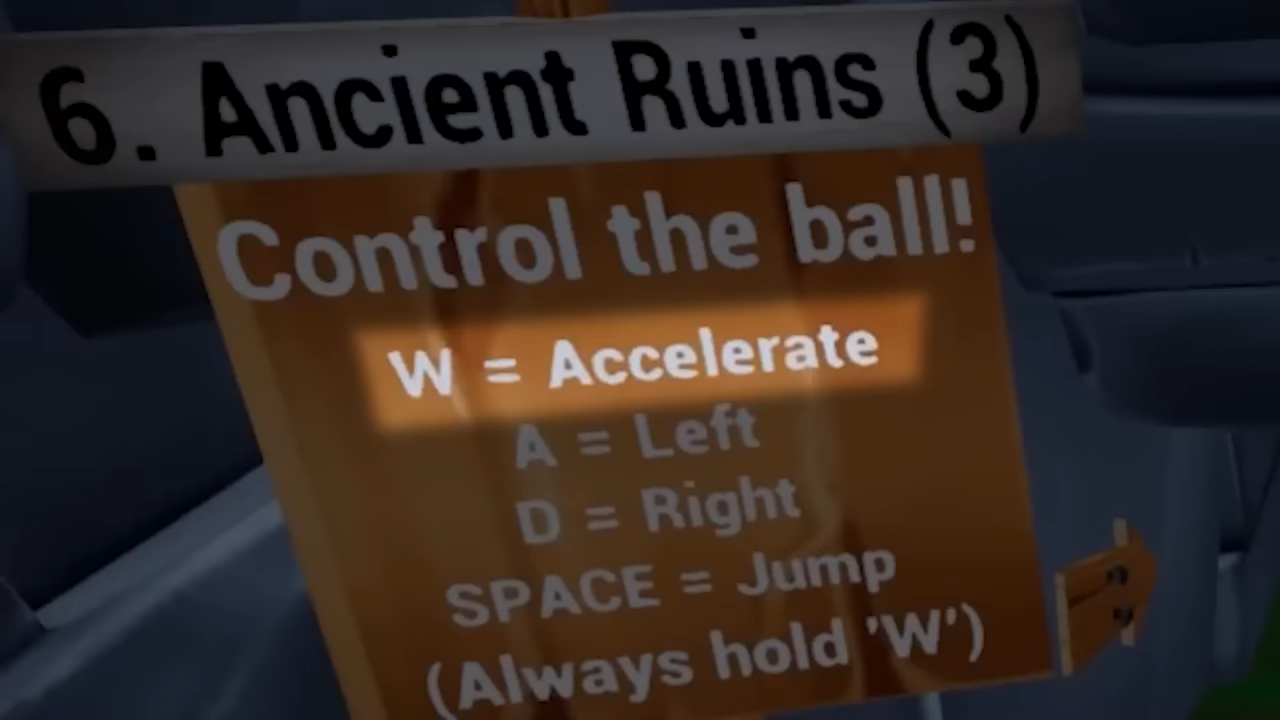 6. Ancient Ruins (3)
Control the ball!
W = Accelerate
A = Left
D = Right
SPACE = Jump
(Always hold 'W')